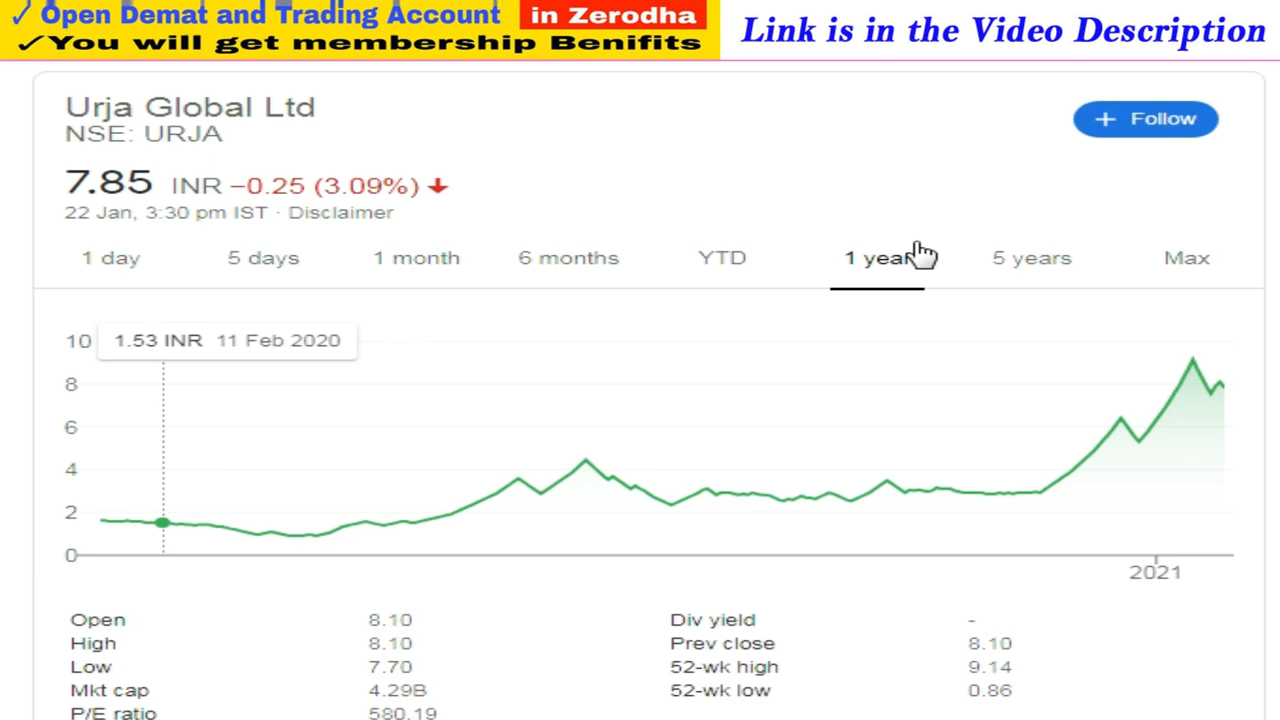 ✓ Open Demat and Trading Account in Zerodha
✓You will get membership Benifits
Link is in the Video Description
Urja Global Ltd
NSE: URJA
+ Follow
7.85 INR −0.25 (3.09%) ↓
22 Jan, 3:30 pm IST · Disclaimer
1 day 5 days 1 month 6 months YTD 1 year 5 years Max
1.53 INR 11 Feb 2020
10
8
6
4
2
0
2021
Open 8.10 Div yield -
High 8.10 Prev close 8.10
Low 7.70 52-wk high 9.14
Mkt cap 4.29B 52-wk low 0.86
P/E ratio 580.19